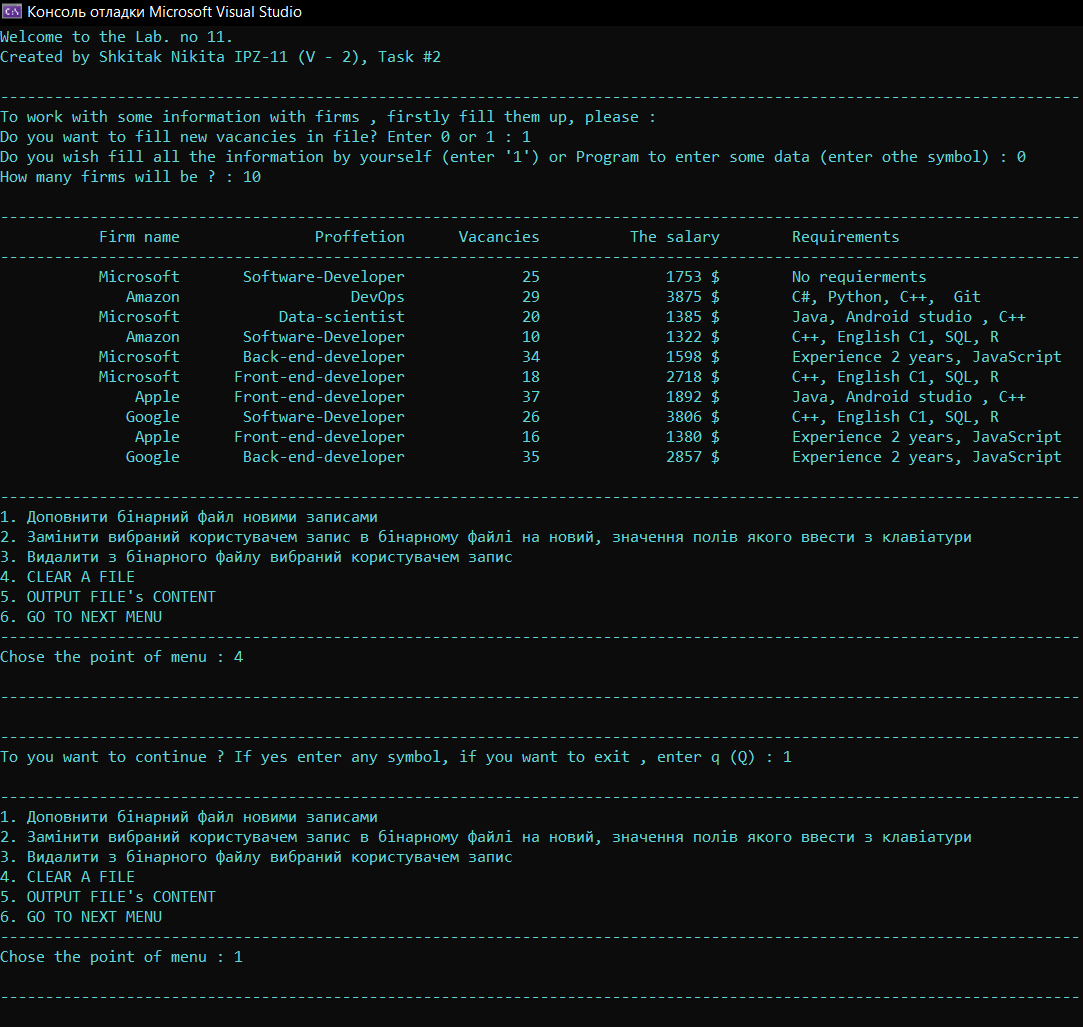 Консоль отладки Microsoft Visual Studio
Welcome to the Lab. no 11.
Created by Shkitak Nikita IPZ-11 (V - 2), Task #2
------------------------------------------------------------------------------------------------------------------------
To work with some information with firms , firstly fill them up, please :
Do you want to fill new vacancies in file? Enter 0 or 1 : 1
Do you wish fill all the information by yourself (enter '1') or Program to enter some data (enter othe symbol) : 0
How many firms will be ? : 10
------------------------------------------------------------------------------------------------------------------------
Firm name Proffetion Vacancies The salary Requirements
------------------------------------------------------------------------------------------------------------------------
Microsoft Software-Developer 25 1753 $ No requierments
Amazon DevOps 29 3875 $ C#, Python, C++,  Git
Microsoft Data-scientist 20 1385 $ Java, Android studio , C++
Amazon Software-Developer 10 1322 $ C++, English C1, SQL, R
Microsoft Back-end-developer 34 1598 $ Experience 2 years, JavaScript
Microsoft Front-end-developer 18 2718 $ C++, English C1, SQL, R
Apple Front-end-developer 37 1892 $ Java, Android studio , C++
Google Software-Developer 26 3806 $ C++, English C1, SQL, R
Apple Front-end-developer 16 1380 $ Experience 2 years, JavaScript
Google Back-end-developer 35 2857 $ Experience 2 years, JavaScript
------------------------------------------------------------------------------------------------------------------------
1. Доповнити бінарний файл новими записами
2. Замінити вибраний користувачем запис в бінарному файлі на новий, значення полів якого ввести з клавіатури
3. Видалити з бінарного файлу вибраний користувачем запис
4. CLEAR A FILE
5. OUTPUT FILE's CONTENT
6. GO TO NEXT MENU
------------------------------------------------------------------------------------------------------------------------
Chose the point of menu : 4
------------------------------------------------------------------------------------------------------------------------
------------------------------------------------------------------------------------------------------------------------
To you want to continue ? If yes enter any symbol, if you want to exit , enter q (Q) : 1
------------------------------------------------------------------------------------------------------------------------
1. Доповнити бінарний файл новими записами
2. Замінити вибраний користувачем запис в бінарному файлі на новий, значення полів якого ввести з клавіатури
3. Видалити з бінарного файлу вибраний користувачем запис
4. CLEAR A FILE
5. OUTPUT FILE's CONTENT
6. GO TO NEXT MENU
------------------------------------------------------------------------------------------------------------------------
Chose the point of menu : 1
------------------------------------------------------------------------------------------------------------------------